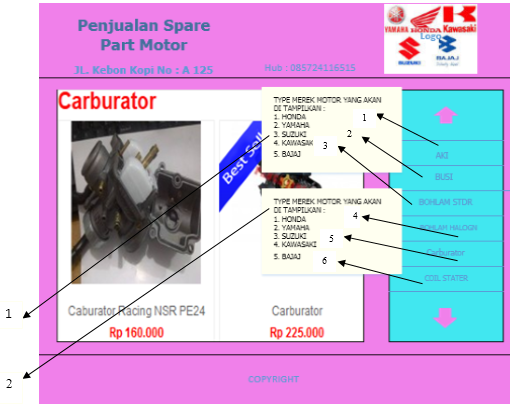 Penjualan Spare
Part Motor
JL. Kebon Kopi No : A 125
Hub : 085724116515
YAMAHA HONDA Kawasaki
Logo
SUZUKI
BAJAJ
Carburator
Best Sell
TYPE MEREK MOTOR YANG AKAN
DI TAMPILKAN :
1. HONDA
2. YAMAHA
3. SUZUKI
4. KAWASAK
5. BAJAJ
1
2
3
TYPE MEREK MOTOR YANG AKAN
DI TAMPILKAN :
1. HONDA
2. YAMAHA
3. SUZUKI
4. KAWASAKI
5. BAJAJ
4
5
6
AKI
BUSI
BOHLAM STOR
BOHLAM HALOGIN
Carburator
COIL STATER
Caburator Racing NSR PE24
Rp 160.000
Carburator
Rp 225.000
1
2
COPYRIGHT